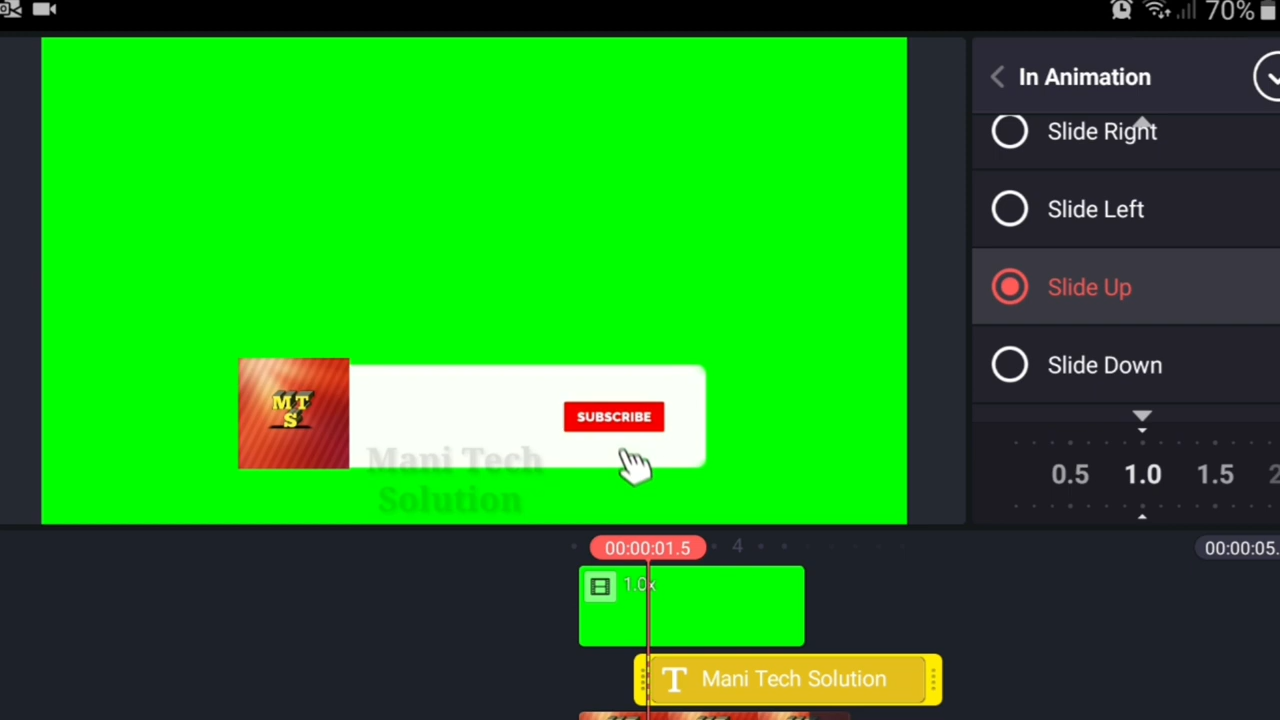 70%
In Animation
Slide Right
Slide Left
Slide Up
Slide Down
0.5 1.0 1.5 2
M T
S
SUBSCRIBE
Mani Tech
Solution
00:00:01.5
4
00:00:05.
1.0x
T Mani Tech Solution